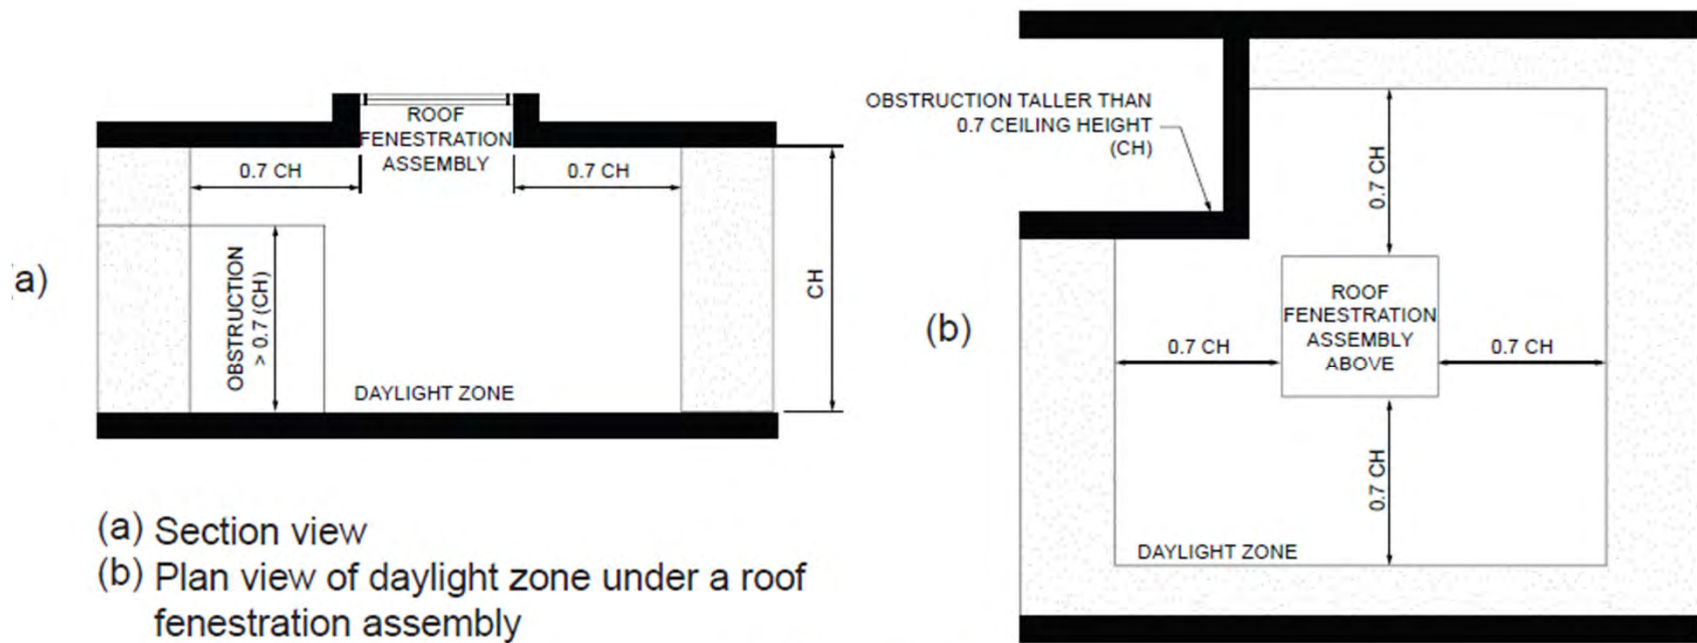 ROOF
FENESTRATION
ASSEMBLY
0.7 CH
0.7 CH
OBSTRUCTION
> 0.7 (CH)
CH
DAYLIGHT ZONE
a)
(a) Section view
(b) Plan view of daylight zone under a roof
fenestration assembly
OBSTRUCTION TALLER THAN
0.7 CEILING HEIGHT
(CH)
0.7 CH
(b)
ROOF
FENESTRATION
ASSEMBLY
ABOVE
0.7 CH
0.7 CH
0.7 CH
DAYLIGHT ZONE